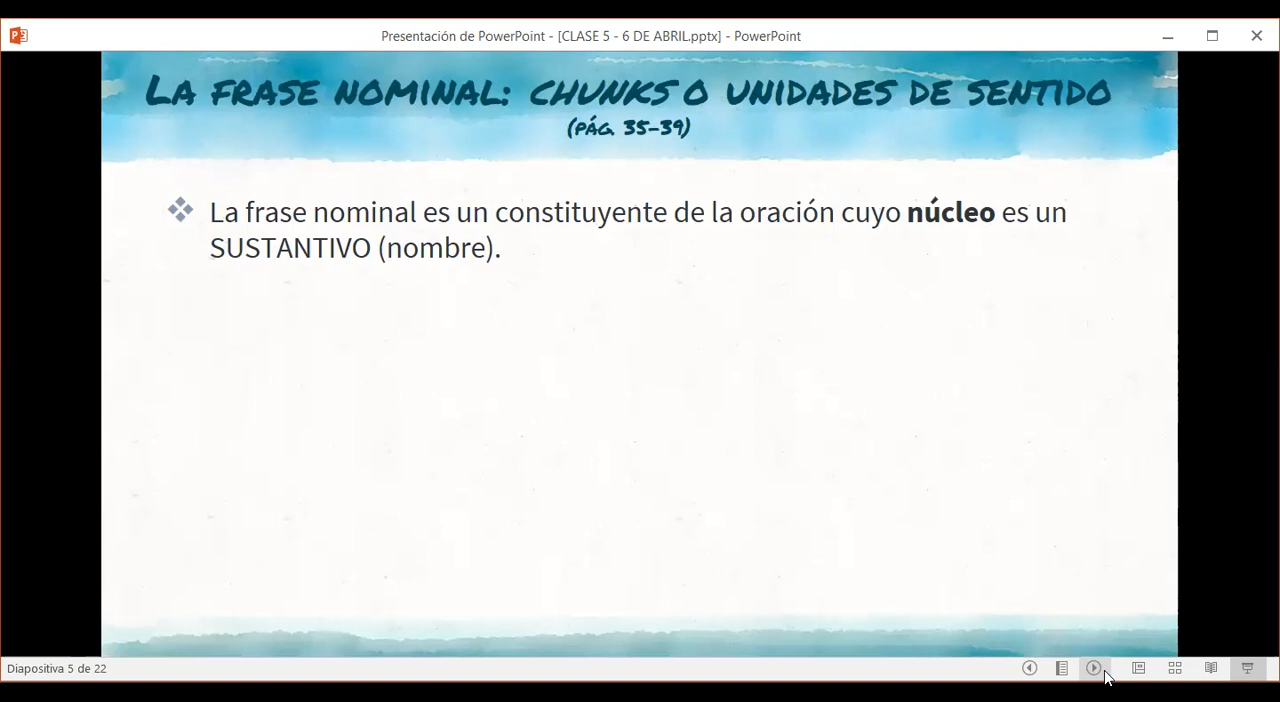 Presentación de PowerPoint - [CLASE 5 - 6 DE ABRIL.pptx] - PowerPoint
LA FRASE NOMINAL: CHUNKS O UNIDADES DE SENTIDO
(PÁG. 35-39)
La frase nominal es un constituyente de la oración cuyo núcleo es un
SUSTANTIVO (nombre).
Diapositiva 5 de 22